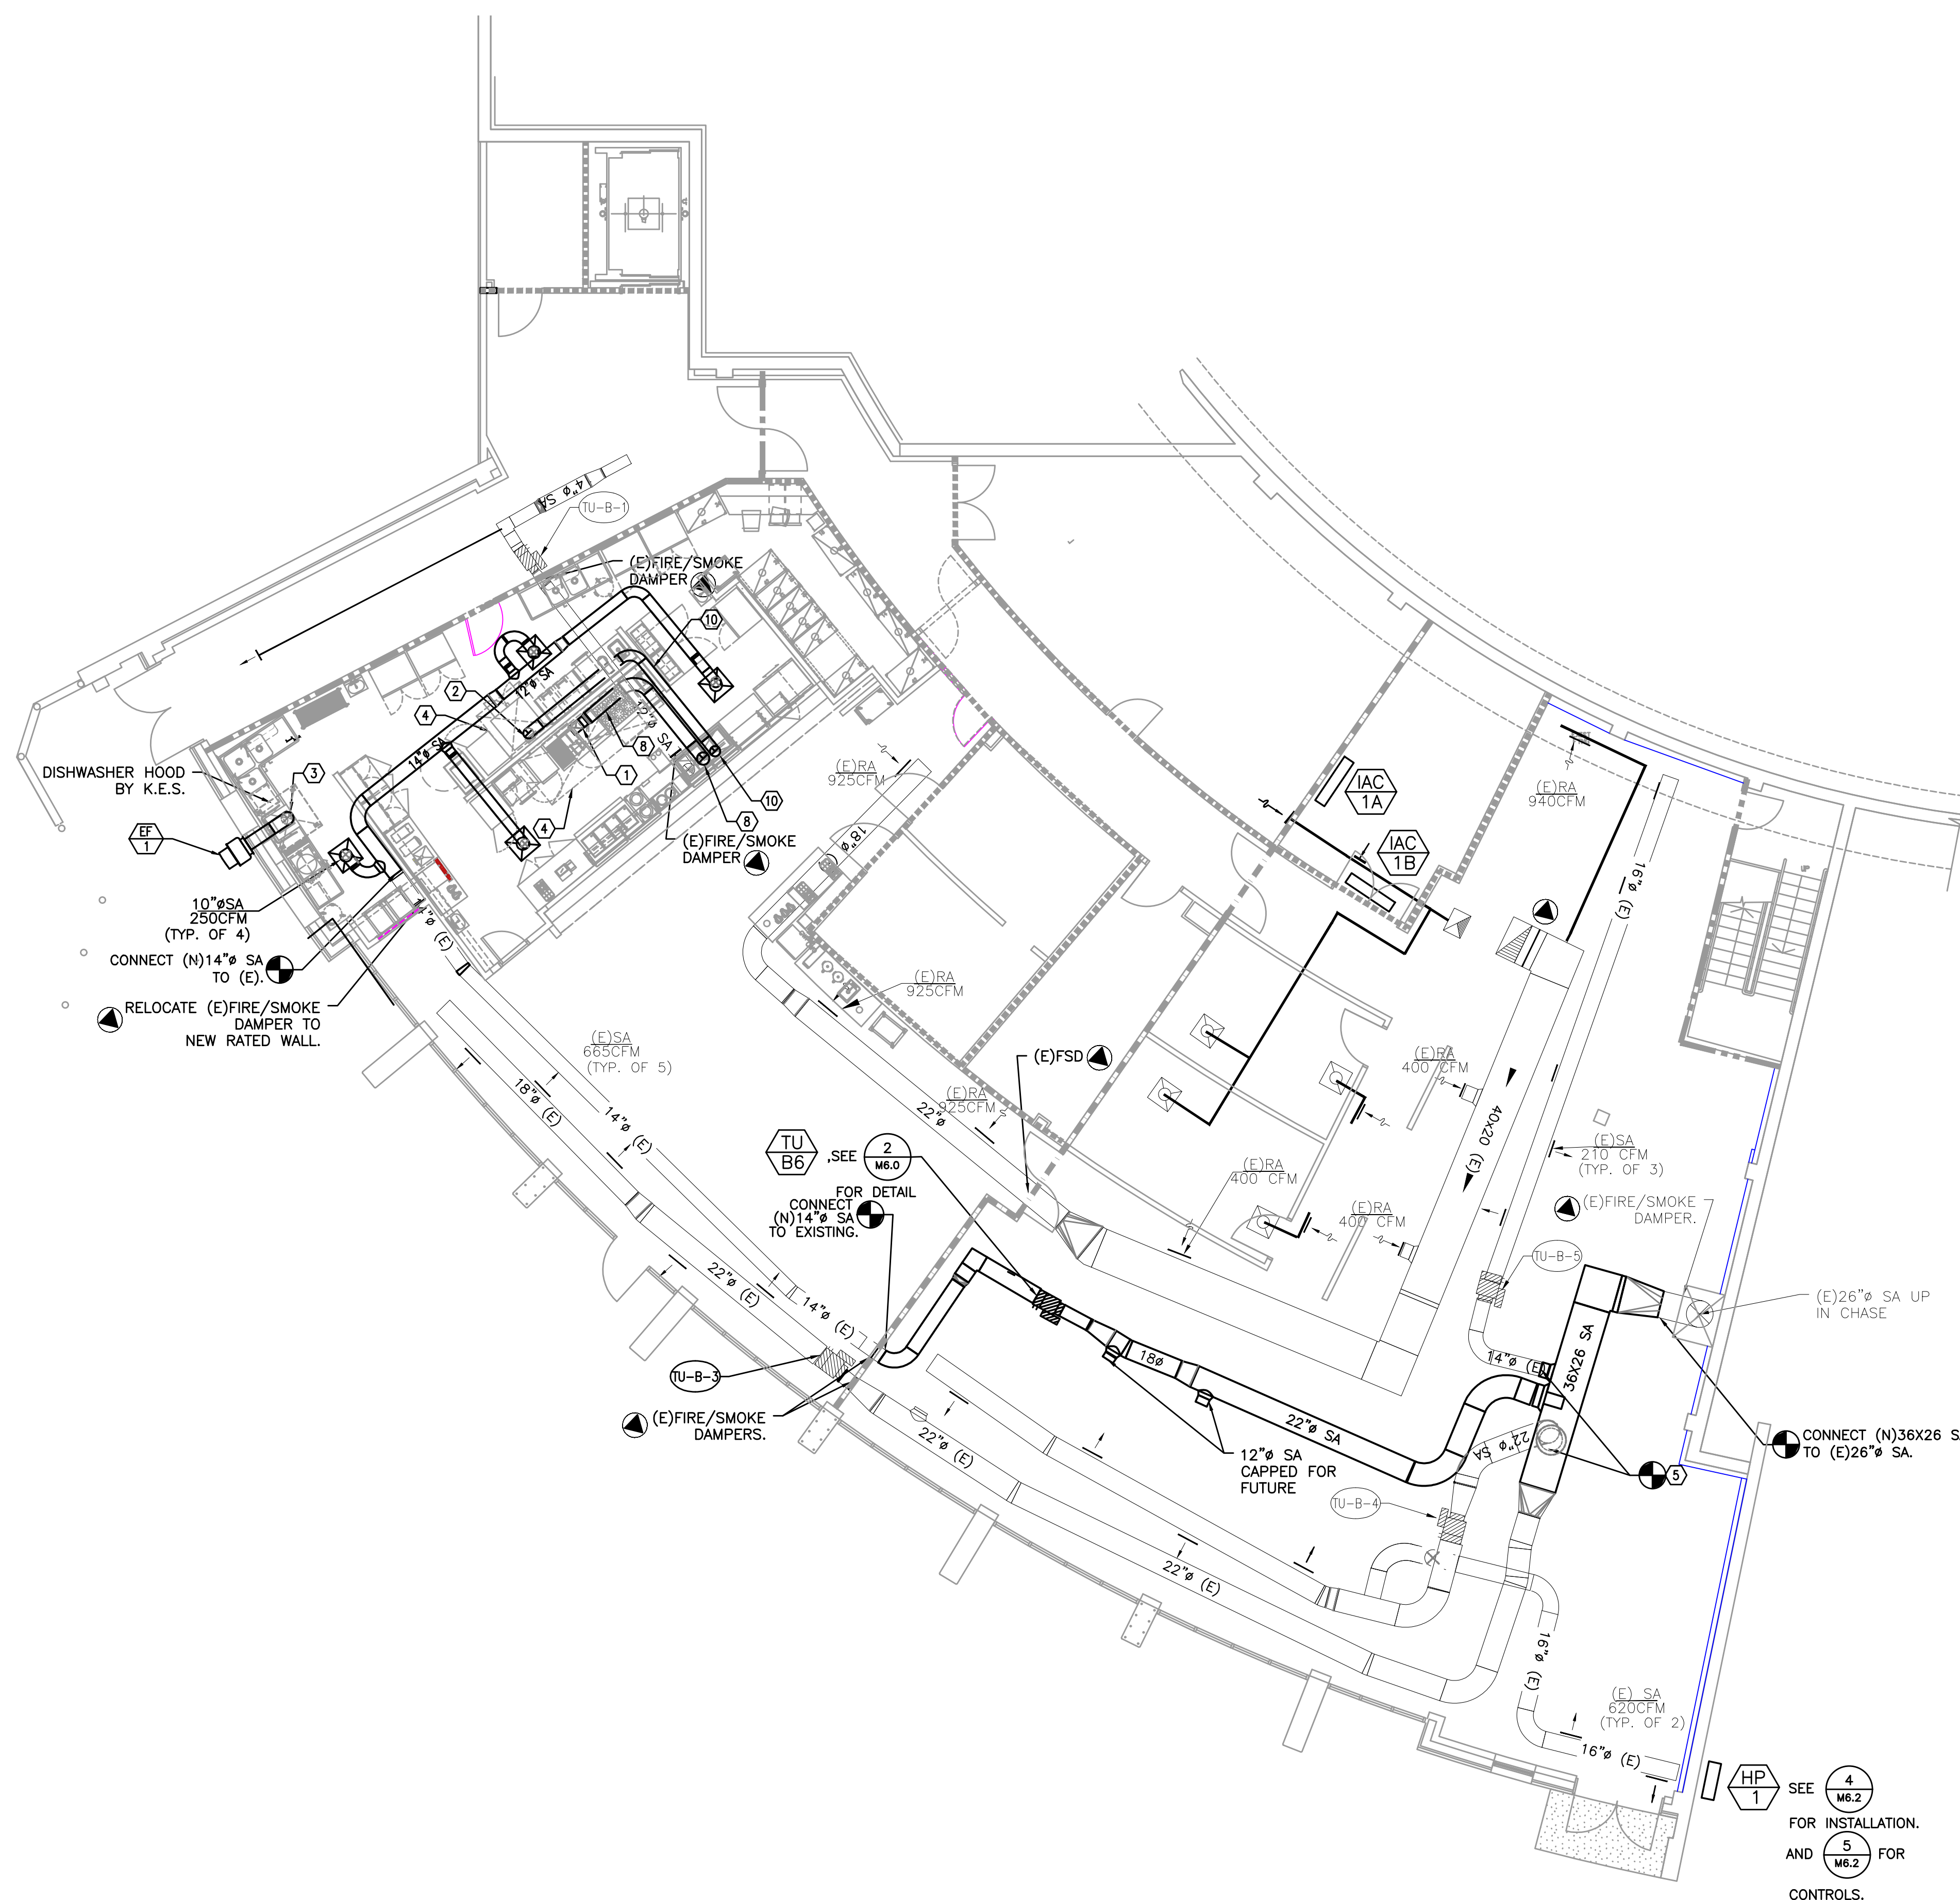 4"ø SA
TU-B-1
(E)FIRE/SMOKE
DAMPER
10
2
12"ø SA
4
14"ø SA
12"ø SA
8
1
DISHWASHER HOOD
BY K.E.S.
3
10
8
4
EF
1
(E)FIRE/SMOKE
DAMPER
10"øSA
250CFM
(TYP. OF 4)
14"ø (E)
CONNECT (N)14"ø SA
TO (E).
RELOCATE (E)FIRE/SMOKE
DAMPER TO
NEW RATED WALL.
(E)RA
925CFM
18"ø
IAC
1A
IAC
1B
(E)RA
940CFM
16"ø (E)
UP
(E)RA
925CFM
(E)SA
665CFM
(TYP. OF 5)
(E)FSD
(E)RA
925CFM
22"ø
18"ø (E)
14"ø (E)
(E)RA
400 CFM
40x20 (E)
(E)SA
210 CFM
(TYP. OF 3)
TU
B6
,SEE
2
M6.0
FOR DETAIL
CONNECT
(N)14"ø SA
TO EXISTING.
(E)RA
400 CFM
(E)RA
400 CFM
(E)FIRE/SMOKE
DAMPER.
TU-B-5
22"ø (E)
14"ø (E)
(E)26"ø SA UP
IN CHASE
TU-B-3
(E)FIRE/SMOKE
DAMPERS.
18ø
14"ø (E)
36X26 SA
22"ø (E)
22"ø SA
22"ø SA
12"ø SA
CAPPED FOR
FUTURE
CONNECT (N)36X26 S
TO (E)26"ø SA.
5
TU-B-4
22"ø (E)
16"ø (E)
(E) SA
620CFM
(TYP. OF 2)
16"ø (E)
HP
1
SEE
4
M6.2
FOR INSTALLATION.
AND
5
M6.2
FOR
CONTROLS.